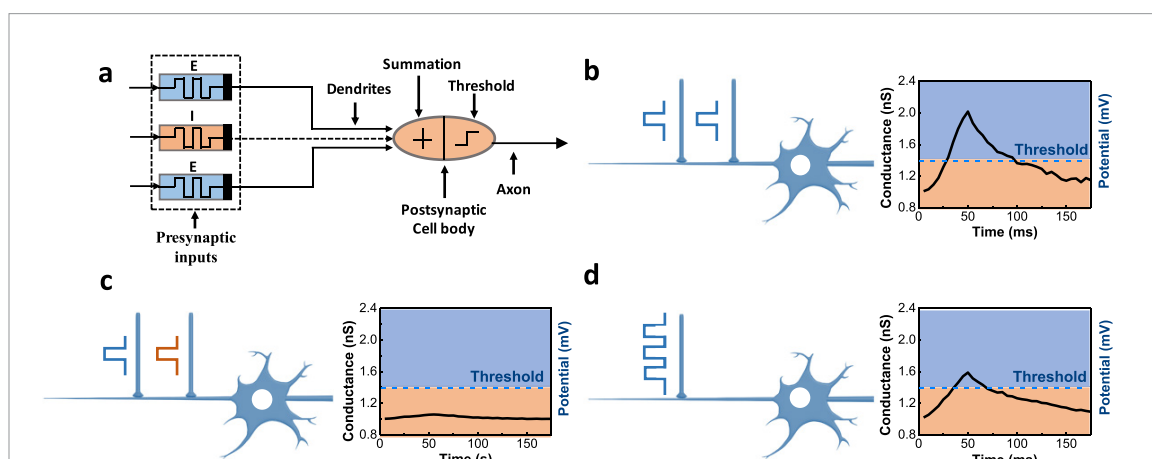 a
E
I
E
Dendrites
Summation
Threshold
Axon
Postsynaptic
Cell body
Presynaptic
inputs
b
Conductance (nS)
2.4
2.0
1.6
1.2
0.8
0
50
100
150
Time (ms)
Threshold
Potential (mV)
c
Conductance (nS)
2.4
2.0
1.6
1.2
0.8
0
50
100
150
Time (s)
Threshold
Potential (mV)
d
Conductance (nS)
2.4
2.0
1.6
1.2
0.8
0
50
100
150
Time (ms)
Threshold
Potential (mV)